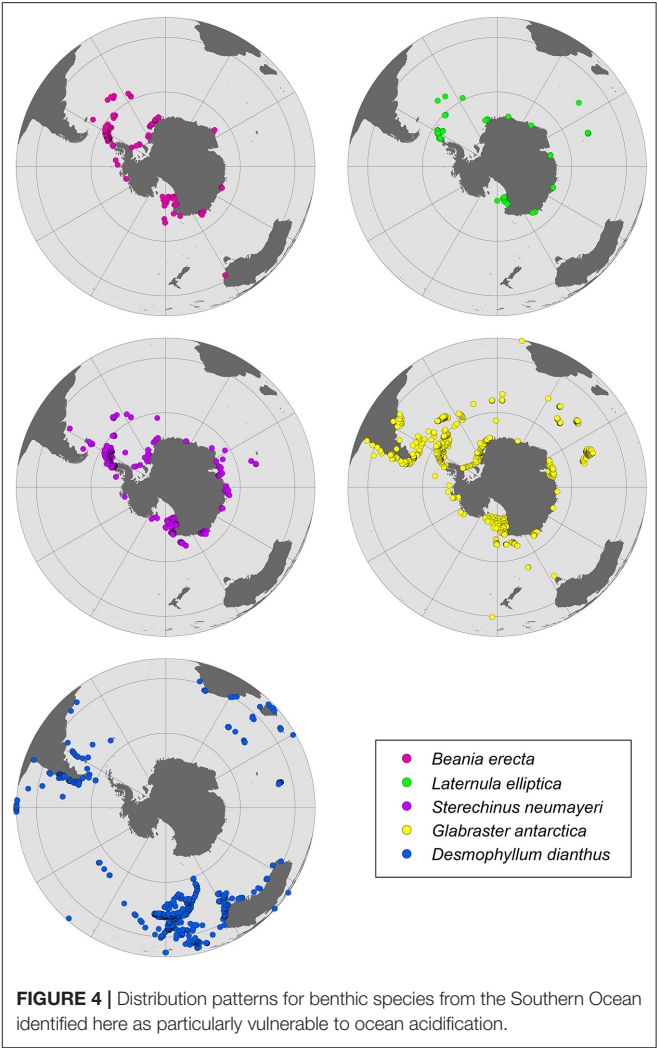 Beania erecta
Laternula elliptica
Sterechinus neumayeri
Glabraster antarctica
Desmophyllum dianthus
FIGURE 4 | Distribution patterns for benthic species from the Southern Ocean
identified here as particularly vulnerable to ocean acidification.